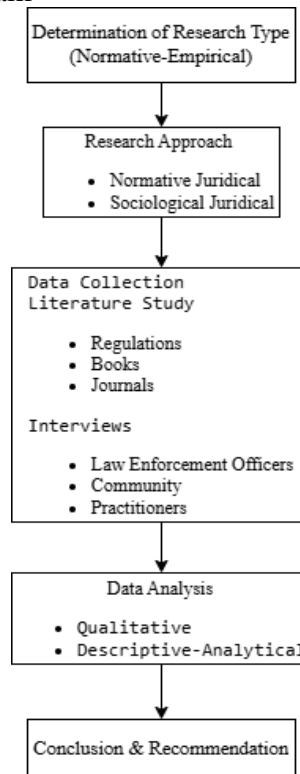 Determination of Research Type
(Normative-Empirical)
Research Approach
• Normative Juridical
• Sociological Juridical
Data Collection
Literature Study
• Regulations
• Books
• Journals
Interviews
• Law Enforcement Officers
• Community
• Practitioners
Data Analysis
• Qualitative
• Descriptive-Analytical
Conclusion & Recommendation